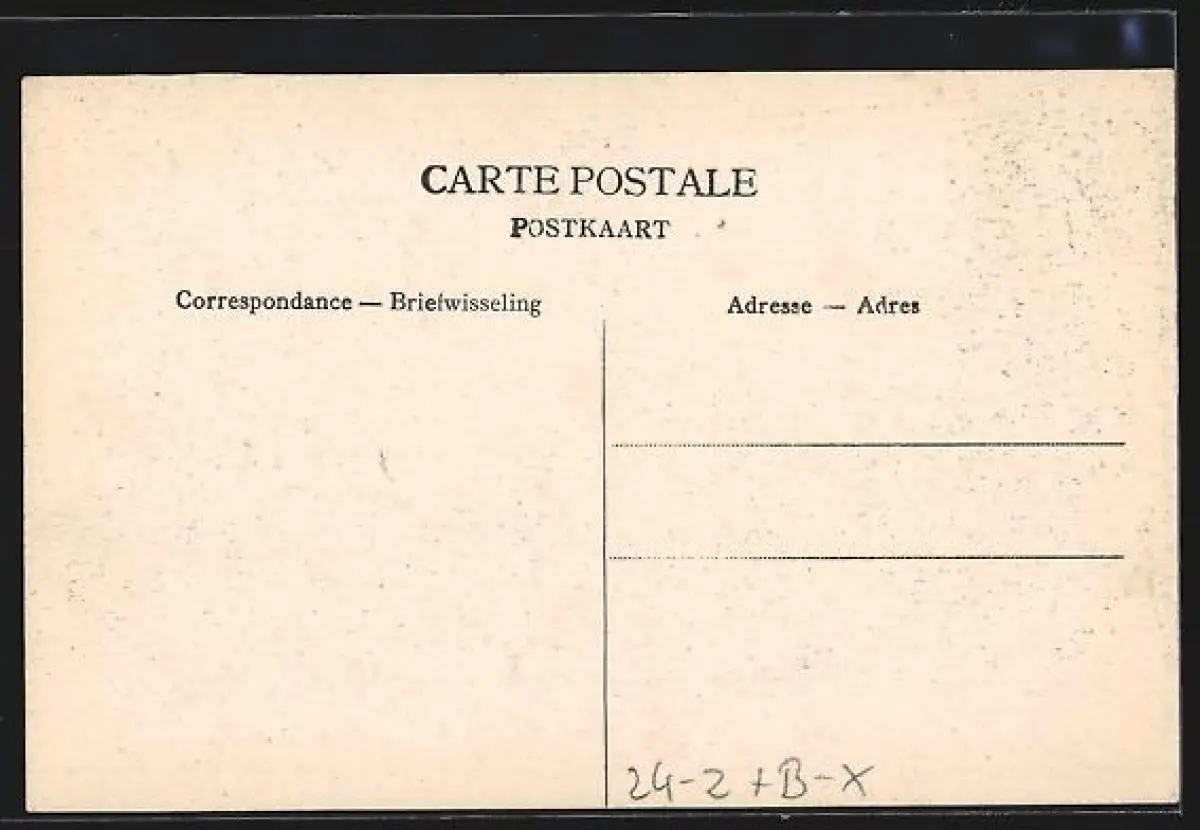 CARTE POSTALE
POSTKAART
Correspondance — Briefwisseling
Adresse — Adres
24-2+B-X